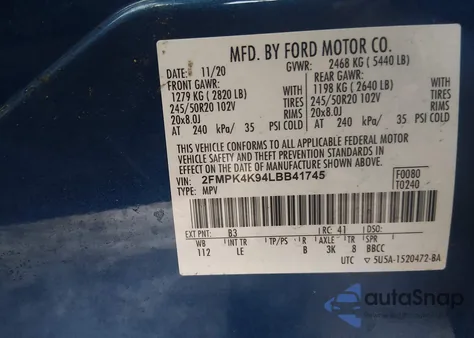 MFD. BY FORD MOTOR CO.
DATE: 11/20 GVWR: 2468 KG ( 5440 LB)
FRONT GAWR: REAR GAWR:
1279 KG ( 2820 LB) WITH 1198 KG ( 2640 LB) WITH
245/50R20 102V TIRES 245/50R20 102V TIRES
20x8.0J RIMS 20x8.0J RIMS
AT 240 kPa/ 35 PSI COLD AT 240 kPa/ 35 PSI COLD
THIS VEHICLE CONFORMS TO ALL APPLICABLE FEDERAL MOTOR
VEHICLE SAFETY AND THEFT PREVENTION STANDARDS IN
EFFECT ON THE DATE OF MANUFACTURE SHOWN ABOVE.
VIN: 2FMPK4K94LBB41745 F0080
TYPE: MPV T0240
EXT PNT: B3 RC: 41 DSO:
WB INT TR TP/PS R AXLE TR SPR
112 LE B 3K 8 BBCC
UTC 5U5A-1520472-BA
autoSnap